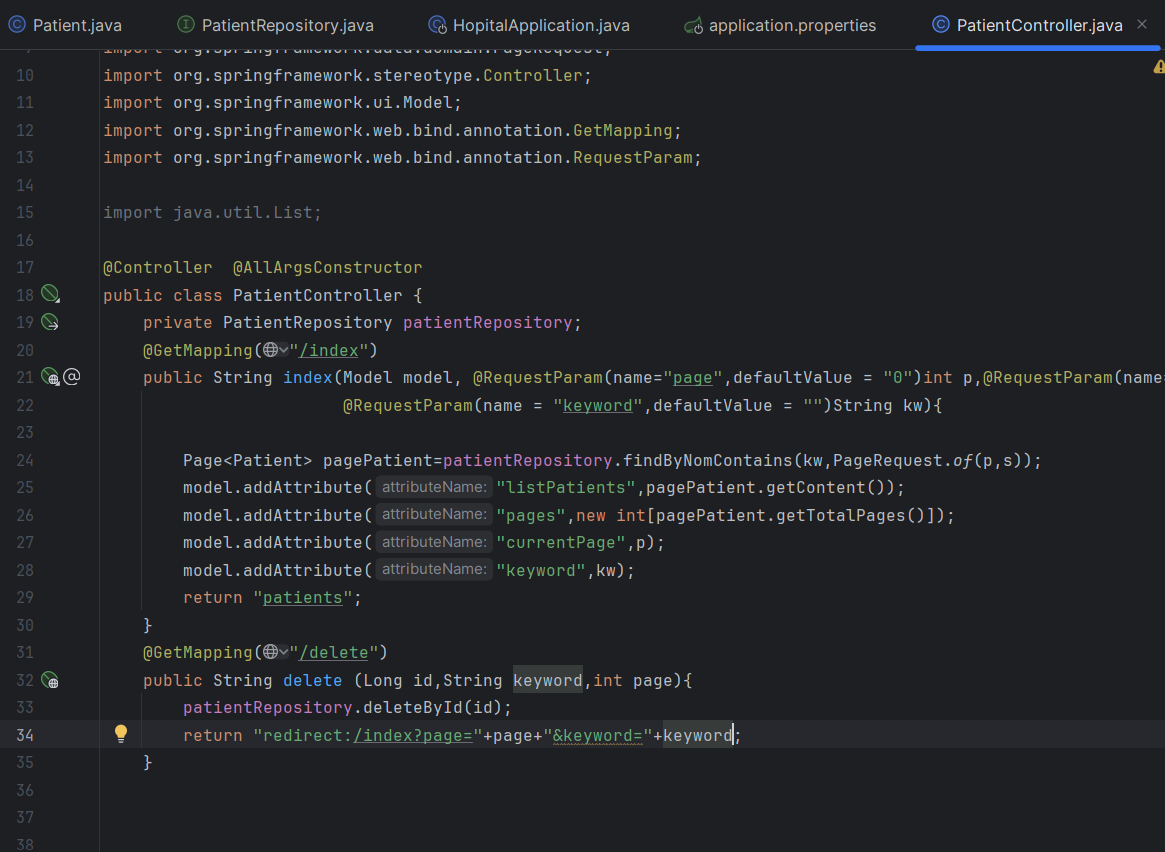 Patient.java PatientRepository.java HopitalApplication.java application.properties PatientController.java
import org.springframework.data.domain.PageRequest;
10 import org.springframework.stereotype.Controller;
11 import org.springframework.ui.Model;
12 import org.springframework.web.bind.annotation.GetMapping;
13 import org.springframework.web.bind.annotation.RequestParam;
14
15 import java.util.List;
16
17 @Controller  @AllArgsConstructor
18 public class PatientController {
19     private PatientRepository patientRepository;
20     @GetMapping("/index")
21     public String index(Model model, @RequestParam(name="page",defaultValue = "0")int p,@RequestParam(name=
22                         @RequestParam(name = "keyword",defaultValue = "")String kw){
23
24         Page<Patient> pagePatient=patientRepository.findByNomContains(kw,PageRequest.of(p,s));
25         model.addAttribute( attributeName: "listPatients",pagePatient.getContent());
26         model.addAttribute( attributeName: "pages",new int[pagePatient.getTotalPages()]);
27         model.addAttribute( attributeName: "currentPage",p);
28         model.addAttribute( attributeName: "keyword",kw);
29         return "patients";
30     }
31     @GetMapping("/delete")
32     public String delete (Long id,String keyword,int page){
33         patientRepository.deleteById(id);
34         return "redirect:/index?page="+page+"&keyword="+keyword;
35     }
36
37
38